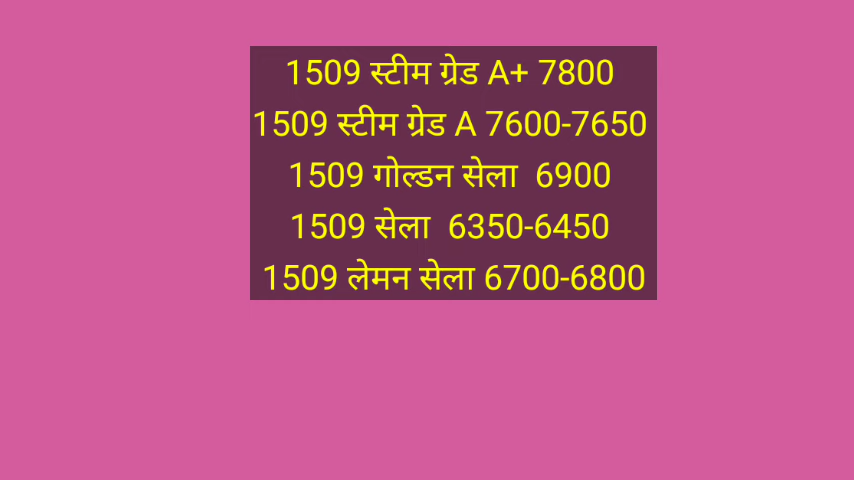 1509 स्टीम ग्रेड A+ 7800
1509 स्टीम ग्रेड A 7600-7650
1509 गोल्डन सेला 6900
1509 सेला 6350-6450
1509 लेमन सेला 6700-6800